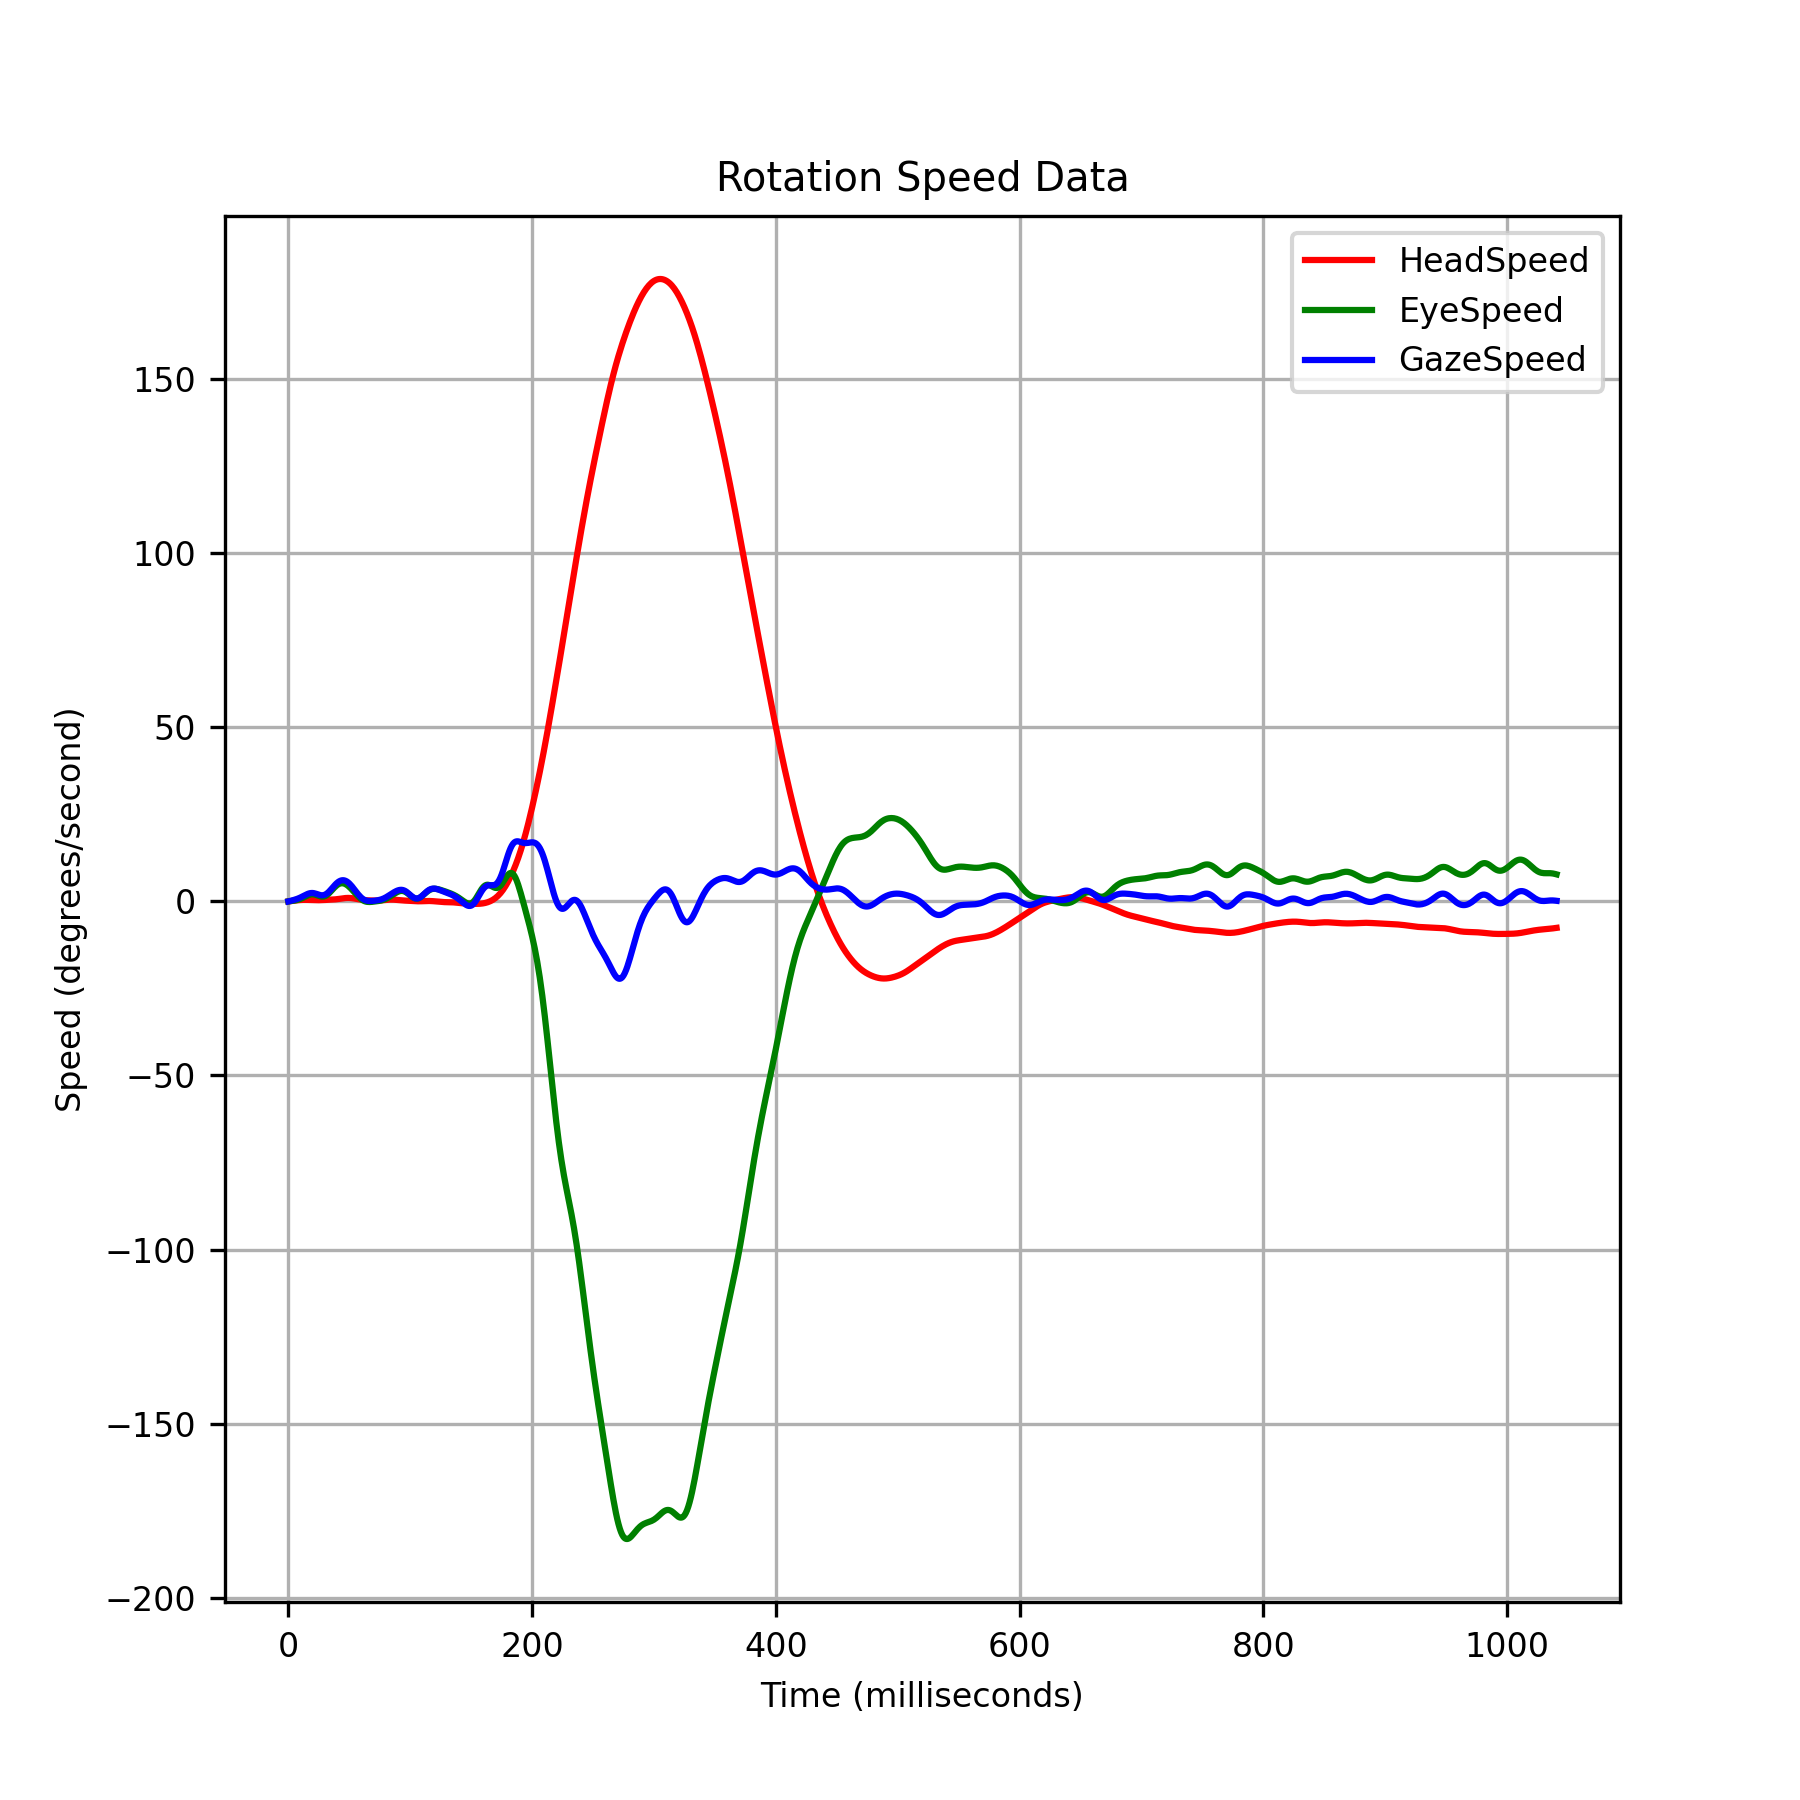 Rotation Speed Data
HeadSpeed
EyeSpeed
GazeSpeed
150
100
50
0
−50
−100
−150
−200
Speed (degrees/second)
0 200 400 600 800 1000
Time (milliseconds)